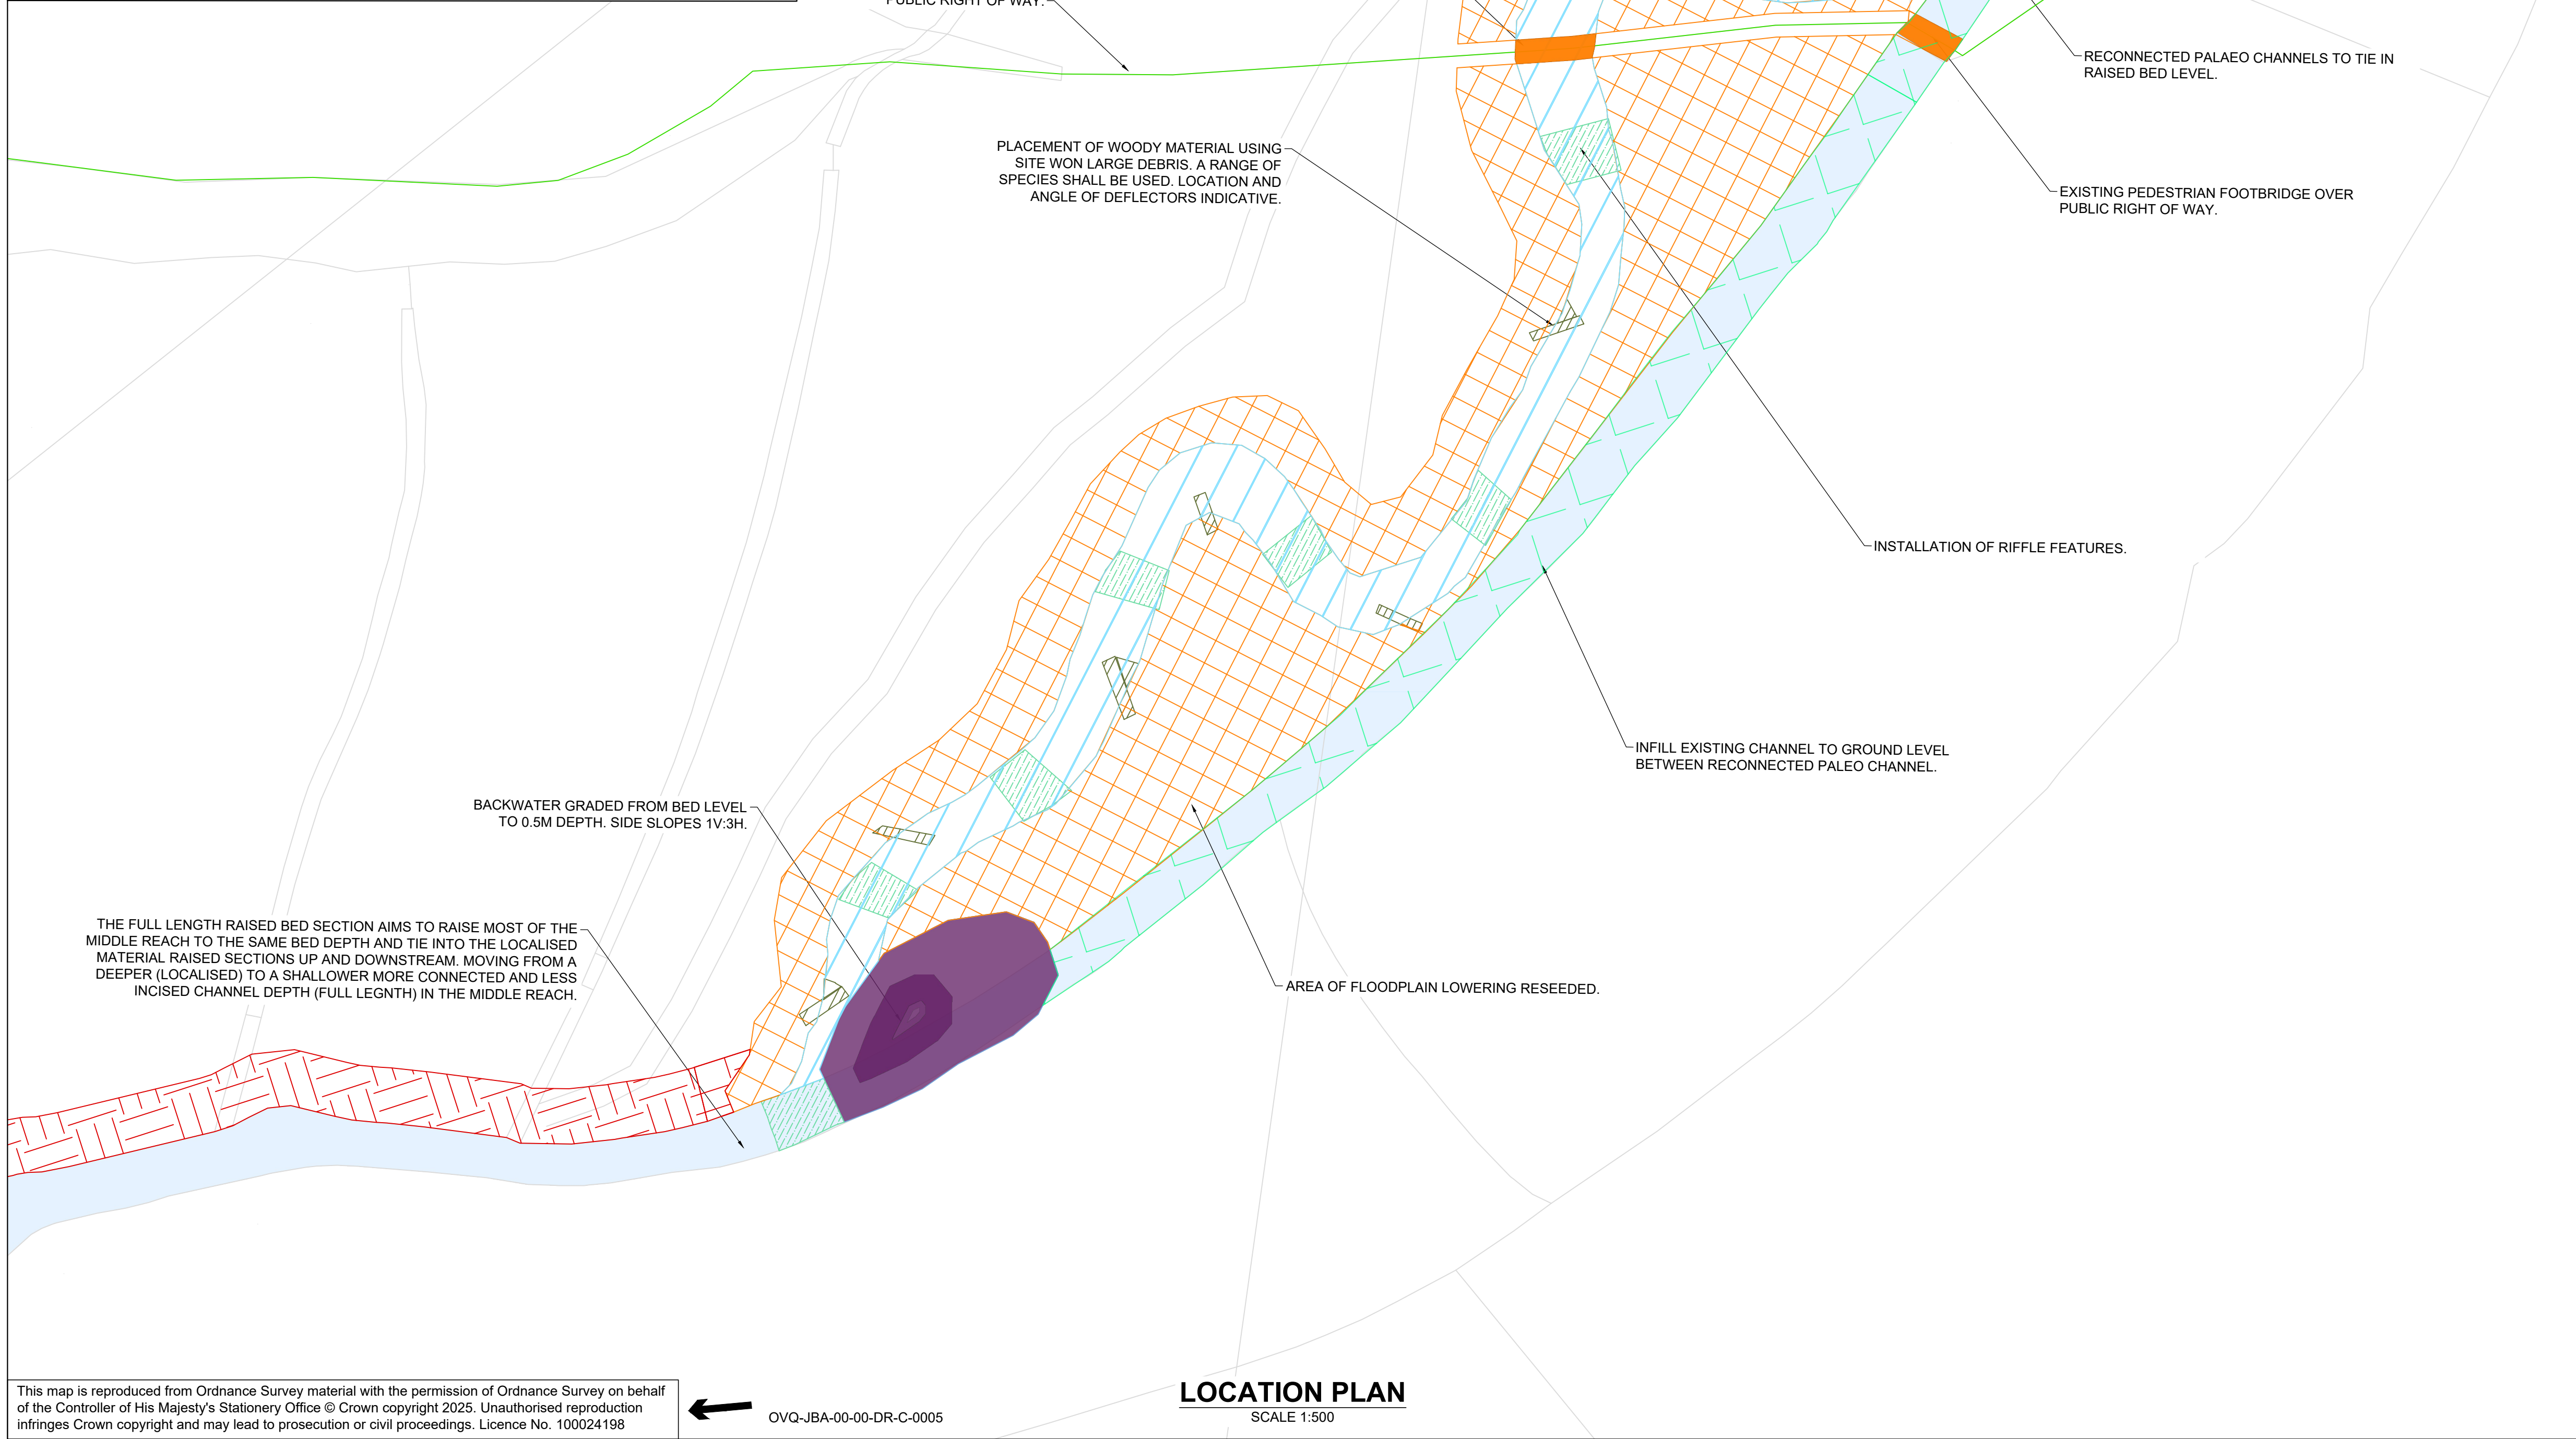 PUBLIC RIGHT OF WAY.
RECONNECTED PALAEO CHANNELS TO TIE IN
RAISED BED LEVEL.
PLACEMENT OF WOODY MATERIAL USING
SITE WON LARGE DEBRIS. A RANGE OF
SPECIES SHALL BE USED. LOCATION AND
ANGLE OF DEFLECTORS INDICATIVE.
EXISTING PEDESTRIAN FOOTBRIDGE OVER
PUBLIC RIGHT OF WAY.
INSTALLATION OF RIFFLE FEATURES.
INFILL EXISTING CHANNEL TO GROUND LEVEL
BETWEEN RECONNECTED PALEO CHANNEL.
BACKWATER GRADED FROM BED LEVEL
TO 0.5M DEPTH. SIDE SLOPES 1V:3H.
THE FULL LENGTH RAISED BED SECTION AIMS TO RAISE MOST OF THE
MIDDLE REACH TO THE SAME BED DEPTH AND TIE INTO THE LOCALISED
MATERIAL RAISED SECTIONS UP AND DOWNSTREAM. MOVING FROM A
DEEPER (LOCALISED) TO A SHALLOWER MORE CONNECTED AND LESS
INCISED CHANNEL DEPTH (FULL LEGNTH) IN THE MIDDLE REACH.
AREA OF FLOODPLAIN LOWERING RESEEDED.
This map is reproduced from Ordnance Survey material with the permission of Ordnance Survey on behalf
of the Controller of His Majesty's Stationery Office © Crown copyright 2025. Unauthorised reproduction
infringes Crown copyright and may lead to prosecution or civil proceedings. Licence No. 100024198
OVQ-JBA-00-00-DR-C-0005
LOCATION PLAN
SCALE 1:500